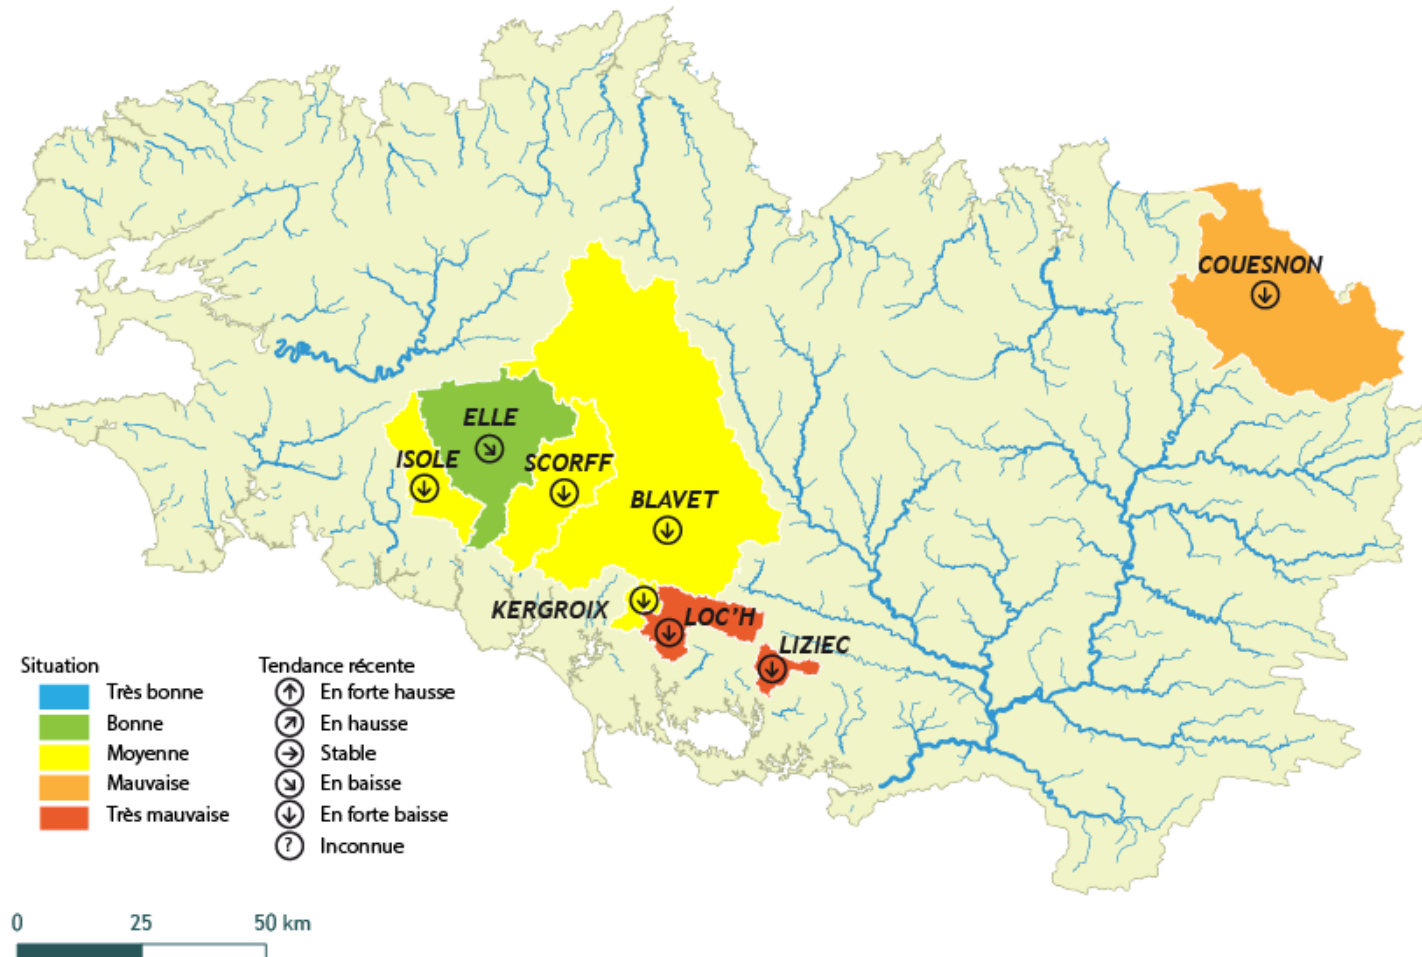 COUESNON
ELLE
ISOLE
SCORFF
BLAVET
KERGROIX
LOC'H
LIZIEC
Situation
Très bonne
Bonne
Moyenne
Mauvaise
Très mauvaise
Tendance récente
En forte hausse
En hausse
Stable
En baisse
En forte baisse
? Inconnue
0 25 50 km